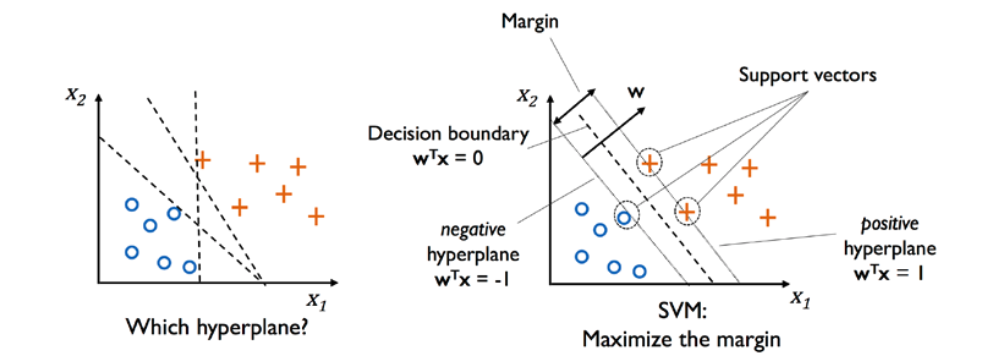 X2
X1
Which hyperplane?
Margin
Support vectors
X2
w
Decision boundary
wTx = 0
negative
hyperplane
wTx = -1
positive
hyperplane
wTx = 1
X1
SVM:
Maximize the margin